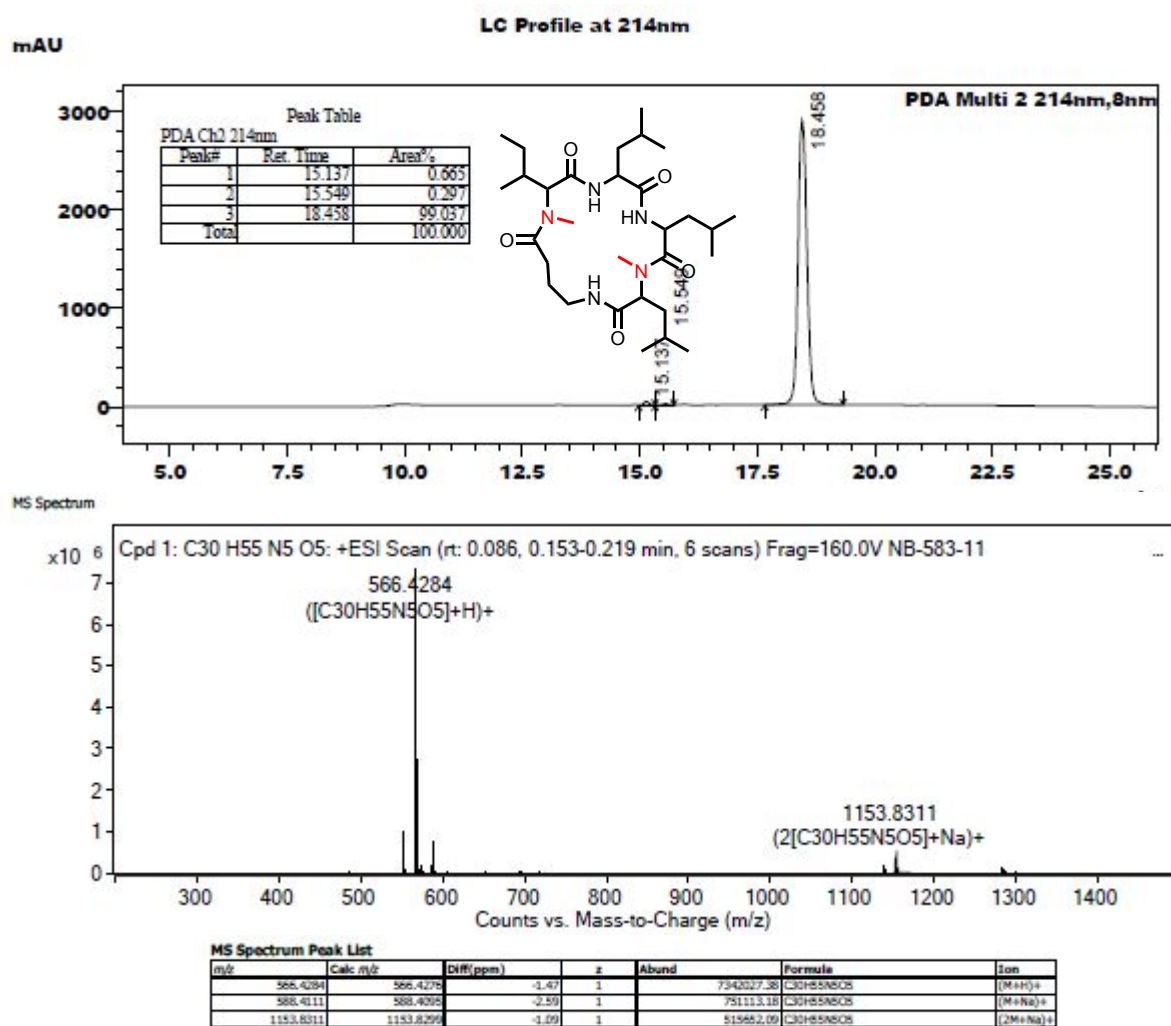 LC Profile at 214nm
mAU
PDA Multi 2 214nm,8nm
3000
2000
1000
0
Peak Table
PDA Ch2 214nm
Peak# Ret. Time Area%
1 15.137 0.665
2 15.549 0.297
3 18.458 99.037
Total 100.000
O
N
H
O
HN
N
O
O
N
NH
O
15.137
15.549
18.458
5.0 7.5 10.0 12.5 15.0 17.5 20.0 22.5 25.0
MS Spectrum
x10 6
Cpd 1: C30 H55 N5 O5: +ESI Scan (rt: 0.086, 0.153-0.219 min, 6 scans) Frag=160.0V NB-583-11 ...
7
6
5
4
3
2
1
0
566.4284
([C30H55N5O5]+H)+
1153.8311
(2[C30H55N5O5]+Na)+
300 400 500 600 700 800 900 1000 1100 1200 1300 1400
Counts vs. Mass-to-Charge (m/z)
MS Spectrum Peak List
m/z Calc m/z Diff(ppm) z Abund Formula Ion
566.4284 566.4276 -1.47 1 7342027.38 C30H55N5O5 (M+H)+
588.4111 588.4095 -2.59 1 751113.18 C30H55N5O5 (M+Na)+
1153.8311 1153.8299 -1.09 1 515652.09 C30H55N5O5 (2M+Na)+